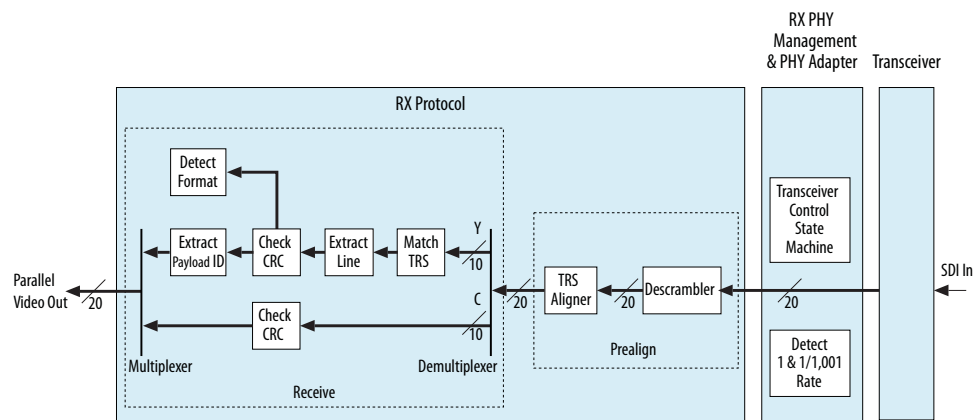 RX PHY
Management
& PHY Adapter
Transceiver
RX Protocol
Detect
Format
Transceiver
Control
State
Machine
Y
Extract
Payload ID
Check
CRC
Extract
Line
Match
TRS
10
Parallel
Video Out
20
C
20
TRS
Aligner
20
Descrambler
20
SDI In
Check
CRC
10
Multiplexer
Demultiplexer
Prealign
Detect
1 & 1/1,001
Rate
Receive